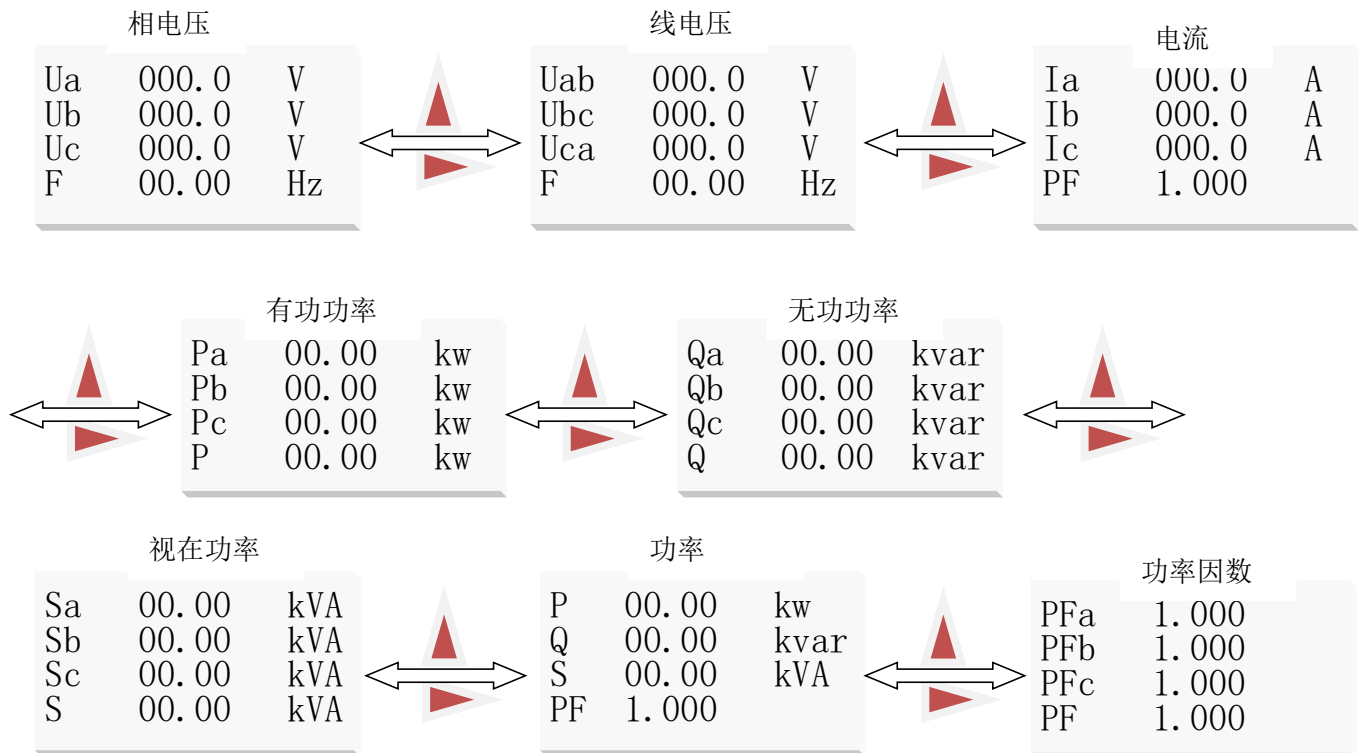 相电压
Ua 000.0 V
Ub 000.0 V
Uc 000.0 V
F 00.00 Hz
线电压
Uab 000.0 V
Ubc 000.0 V
Uca 000.0 V
F 00.00 Hz
电流
Ia 000.0 A
Ib 000.0 A
Ic 000.0 A
PF 1.000
有功功率
Pa 00.00 kw
Pb 00.00 kw
Pc 00.00 kw
P 00.00 kw
无功功率
Qa 00.00 kvar
Qb 00.00 kvar
Qc 00.00 kvar
Q 00.00 kvar
视在功率
Sa 00.00 kVA
Sb 00.00 kVA
Sc 00.00 kVA
S 00.00 kVA
功率
P 00.00 kw
Q 00.00 kvar
S 00.00 kVA
PF 1.000
功率因数
PFa 1.000
PFb 1.000
PFc 1.000
PF 1.000